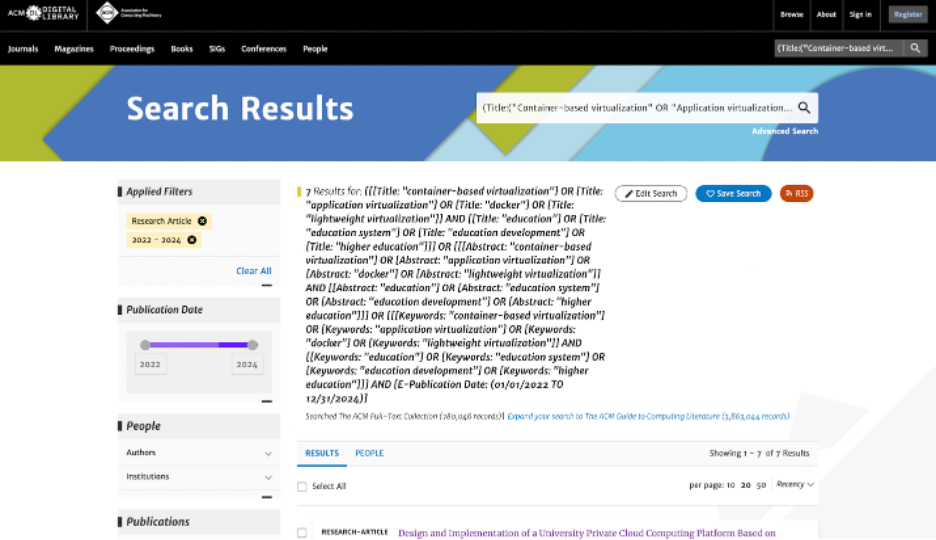 ACM DL DIGITAL LIBRARY
Association for Computing Machinery
Browse About Sign in Register
Journals Magazines Proceedings Books SIGs Conferences People
(Title:("Container-based virt...
Search Results
(Title:("Container-based virtualization" OR "Application virtualization...
Advanced Search
Applied Filters
Research Article
2022 - 2024
Clear All
Publication Date
2022 2024
People
Authors
Institutions
Publications
7 Results for: [[[Title: "container-based virtualization"] OR [Title:
"application virtualization"] OR [Title: "docker"] OR [Title:
"lightweight virtualization"]] AND [[Title: "education"] OR [Title:
"education system"] OR [Title: "education development"] OR
[Title: "higher education"]]] OR [[[Abstract: "container-based
virtualization"] OR [Abstract: "application virtualization"] OR
[Abstract: "docker"] OR [Abstract: "lightweight virtualization"]]
AND [[Abstract: "education"] OR [Abstract: "education system"]
OR [Abstract: "education development"] OR [Abstract: "higher
education"]]] OR [[[Keywords: "container-based virtualization"]
OR [Keywords: "application virtualization"] OR [Keywords:
"docker"] OR [Keywords: "lightweight virtualization"]] AND
[[Keywords: "education"] OR [Keywords: "education system"] OR
[Keywords: "education development"] OR [Keywords: "higher
education"]]] AND [E-Publication Date: (01/01/2022 TO
12/31/2024)]
Edit Search Save Search RSS
Searched The ACM Full-Text Collection (780,046 records)| Expand your search to The ACM Guide to Computing Literature (3,863,044 records)
RESULTS PEOPLE Showing 1 - 7 of 7 Results
Select All per page: 10 20 50 Recency
RESEARCH-ARTICLE Design and Implementation of a University Private Cloud Computing Platform Based on